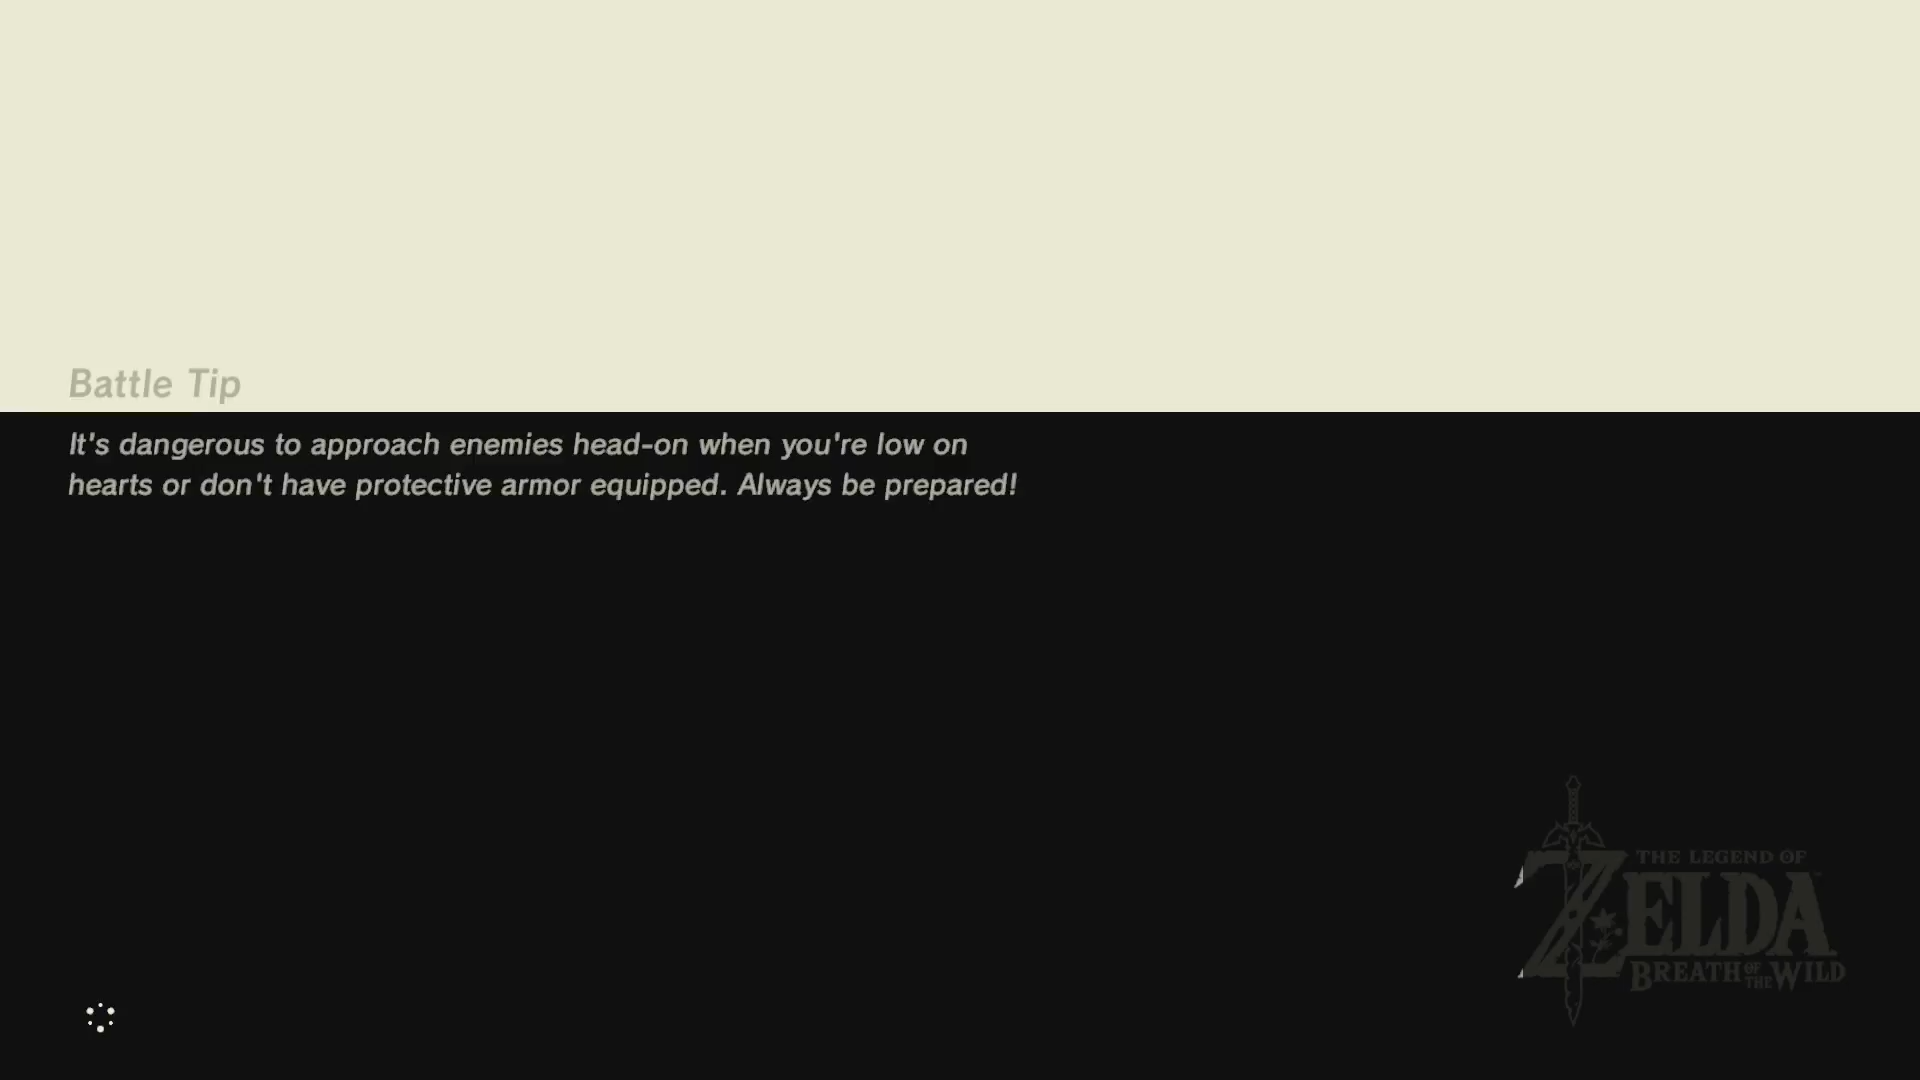 Battle Tip
It's dangerous to approach enemies head-on when you're low on
hearts or don't have protective armor equipped. Always be prepared!
THE LEGEND OF
ZELDA
BREATH OF THE WILD